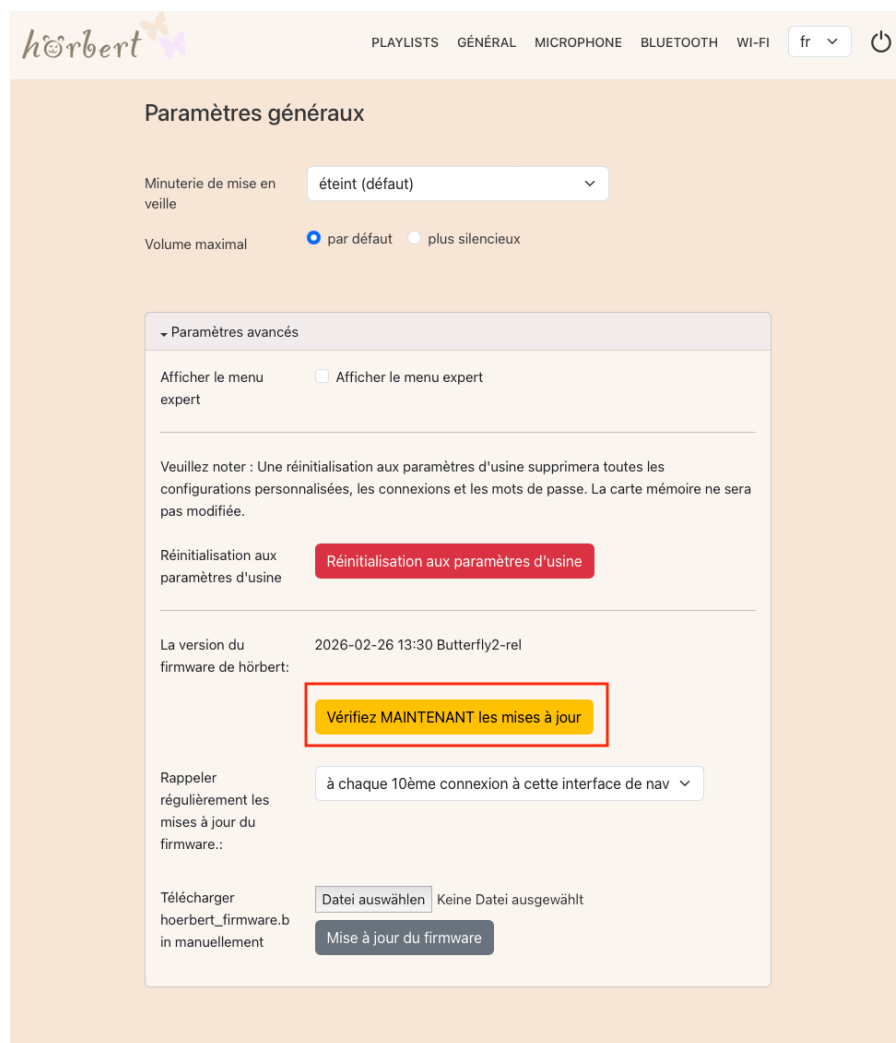 hörbert
PLAYLISTS GÉNÉRAL MICROPHONE BLUETOOTH WI-FI fr
Paramètres généraux
Minuterie de mise en
veille
éteint (défaut)
Volume maximal
par défaut plus silencieux
Paramètres avancés
Afficher le menu
expert
Afficher le menu expert
Veuillez noter : Une réinitialisation aux paramètres d'usine supprimera toutes les
configurations personnalisées, les connexions et les mots de passe. La carte mémoire ne sera
pas modifiée.
Réinitialisation aux
paramètres d'usine
Réinitialisation aux paramètres d'usine
La version du
firmware de hörbert:
2026-02-26 13:30 Butterfly2-rel
Vérifiez MAINTENANT les mises à jour
Rappeler
régulièrement les
mises à jour du
firmware.:
à chaque 10ème connexion à cette interface de nav
Télécharger
hoerbert_firmware.b
in manuellement
Datei auswählen Keine Datei ausgewählt
Mise à jour du firmware